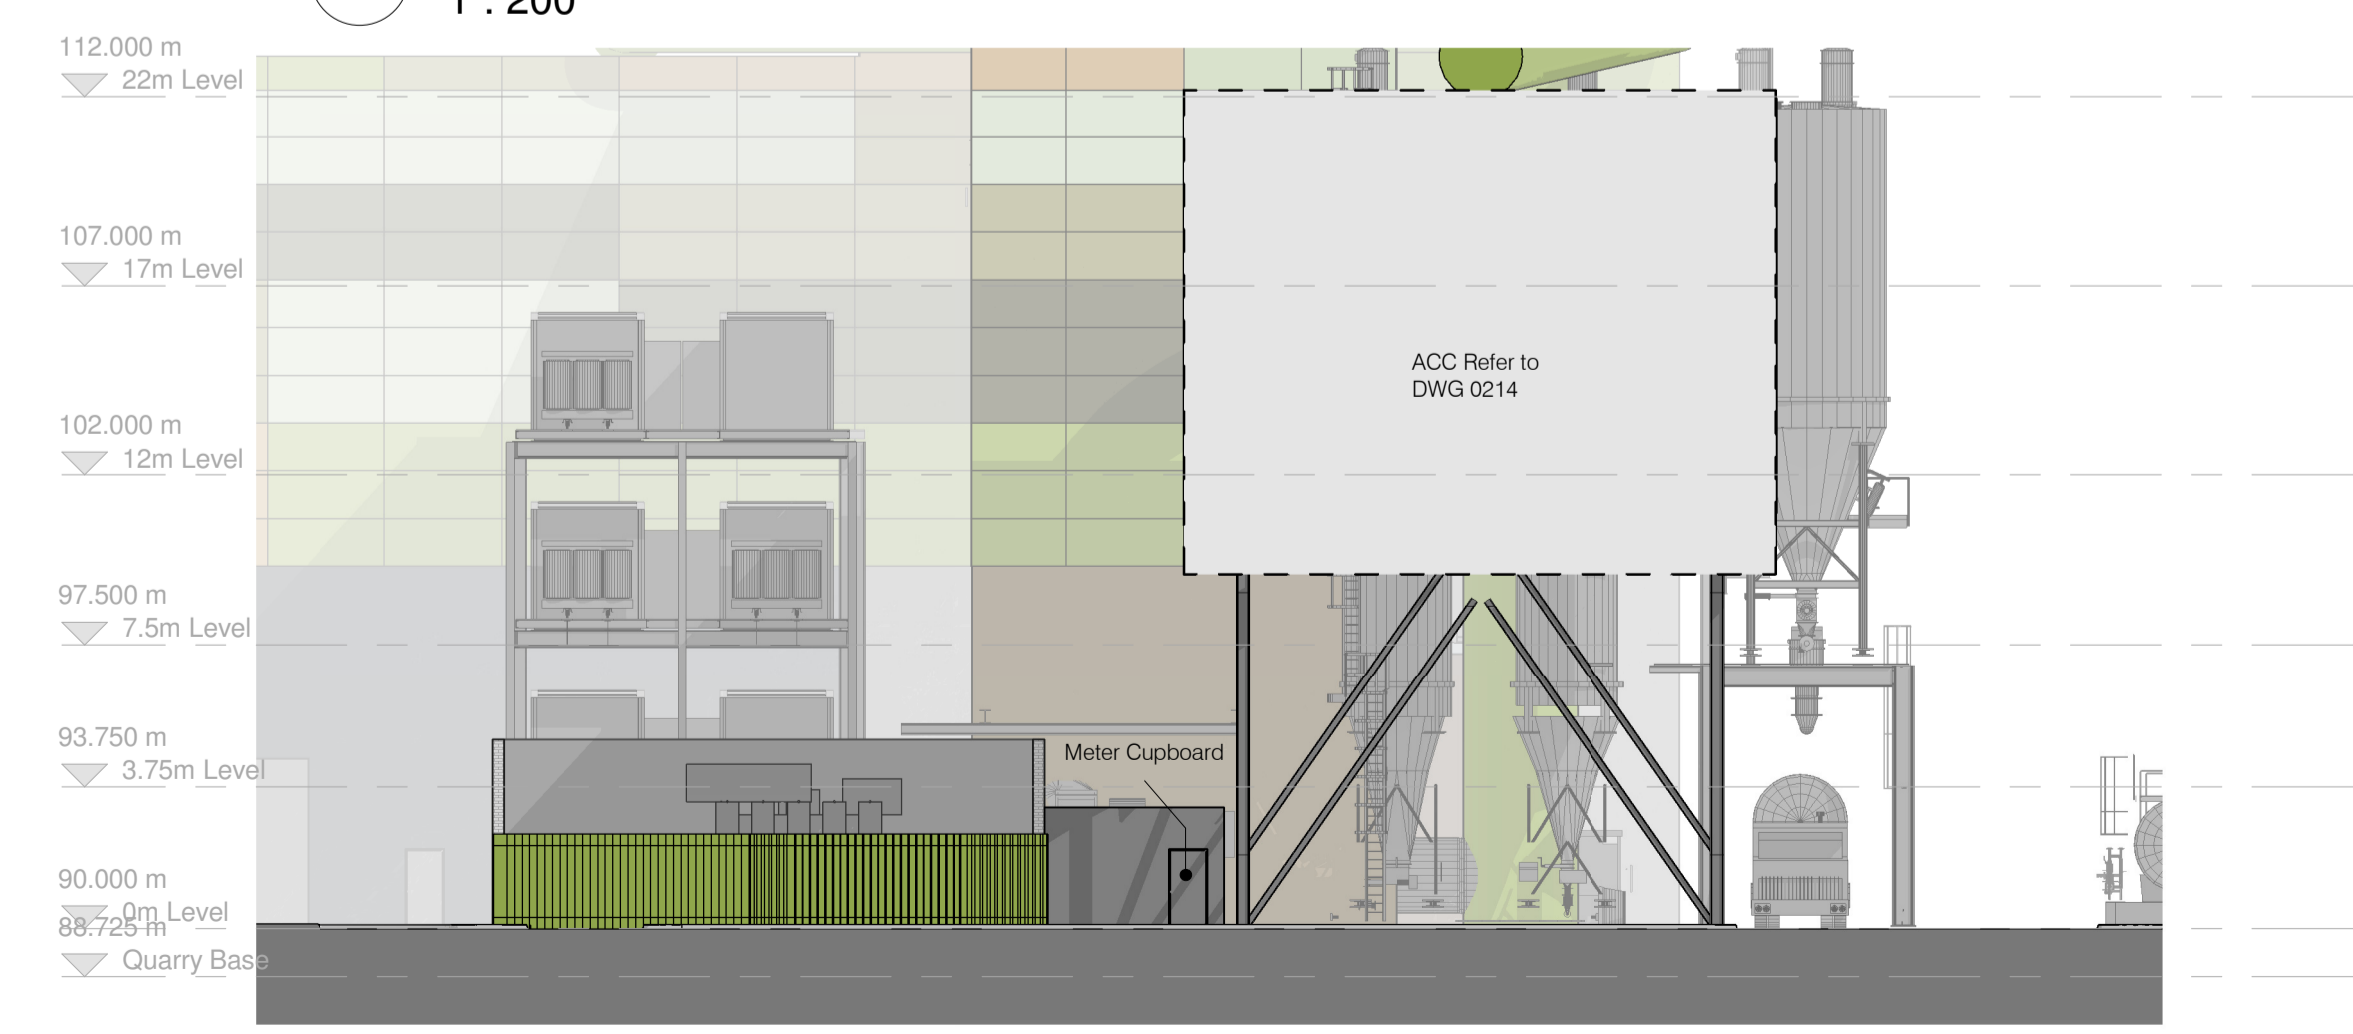 1 : 200
112.000 m
22m Level
107.000 m
17m Level
ACC Refer to
DWG 0214
102.000 m
12m Level
97.500 m
7.5m Level
93.750 m
3.75m Level
Meter Cupboard
90.000 m
0m Level
88.725 m
Quarry Base